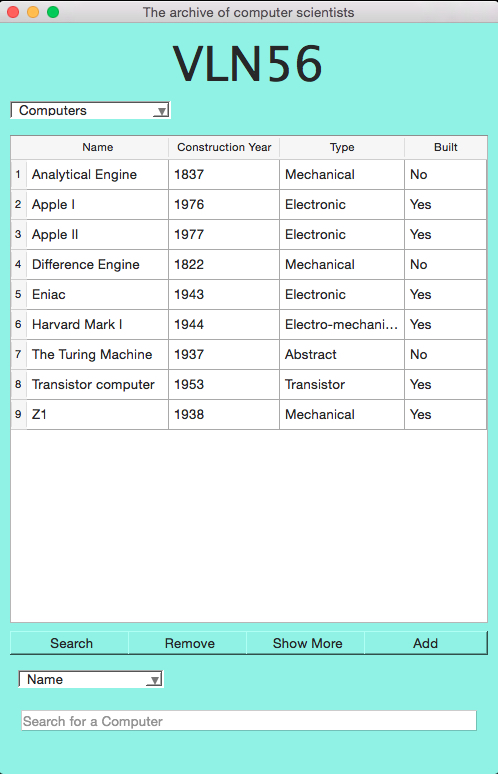 The archive of computer scientists
VLN56
Computers
Name Construction Year Type Built
1 Analytical Engine 1837 Mechanical No
2 Apple I 1976 Electronic Yes
3 Apple II 1977 Electronic Yes
4 Difference Engine 1822 Mechanical No
5 Eniac 1943 Electronic Yes
6 Harvard Mark I 1944 Electro-mechani... Yes
7 The Turing Machine 1937 Abstract No
8 Transistor computer 1953 Transistor Yes
9 Z1 1938 Mechanical Yes
Search Remove Show More Add
Name
Search for a Computer